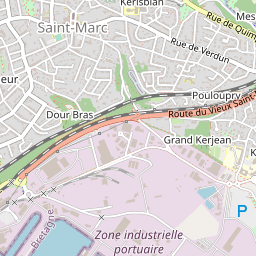 Kerisbian
Mes
Saint-Marc
Rue de Quimp
Rue de Verdun
eur
Pouloupry
Route du Vieux Saint-
Dour Bras
Grand Kerjean
K
P
Bretagne
Zone industrielle
portuaire